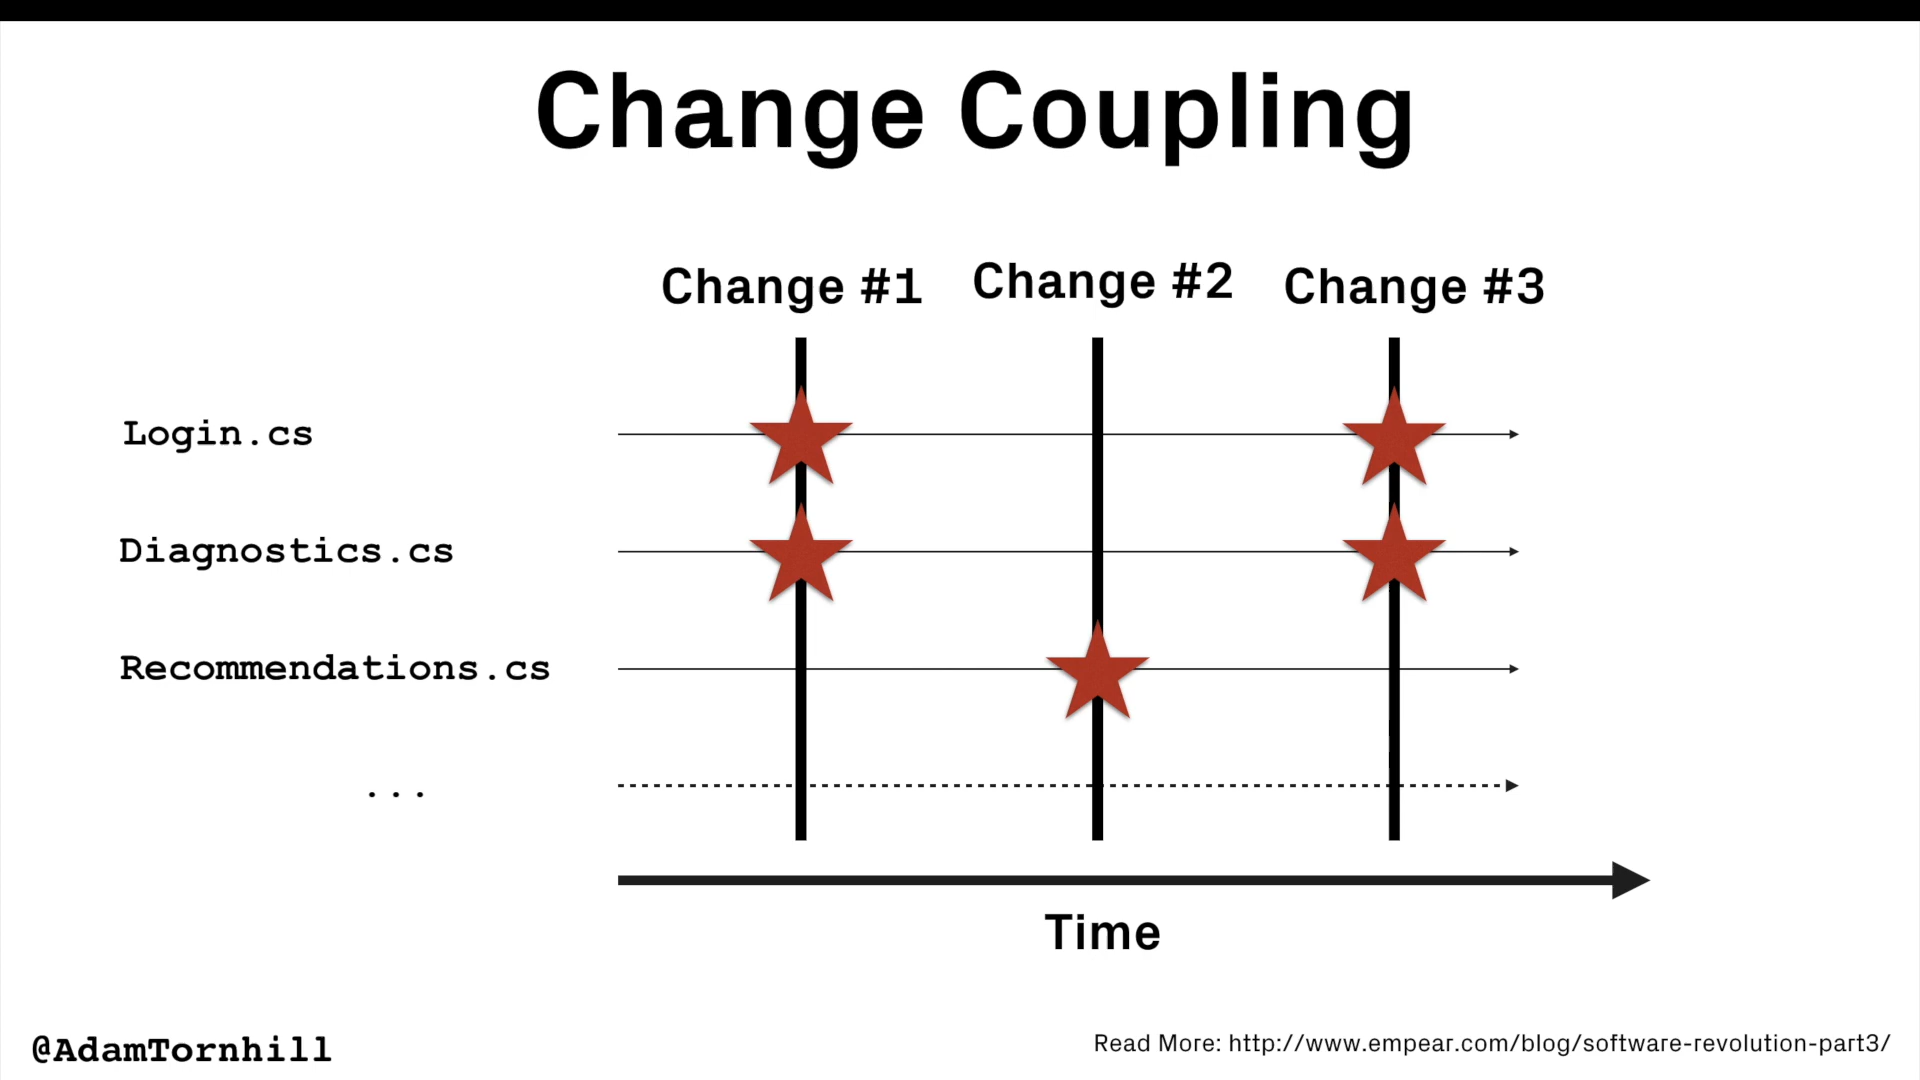 Change Coupling
Change #1 Change #2 Change #3
Login.cs
Diagnostics.cs
Recommendations.cs
...
Time
@AdamTornhill
Read More: http://www.empear.com/blog/software-revolution-part3/